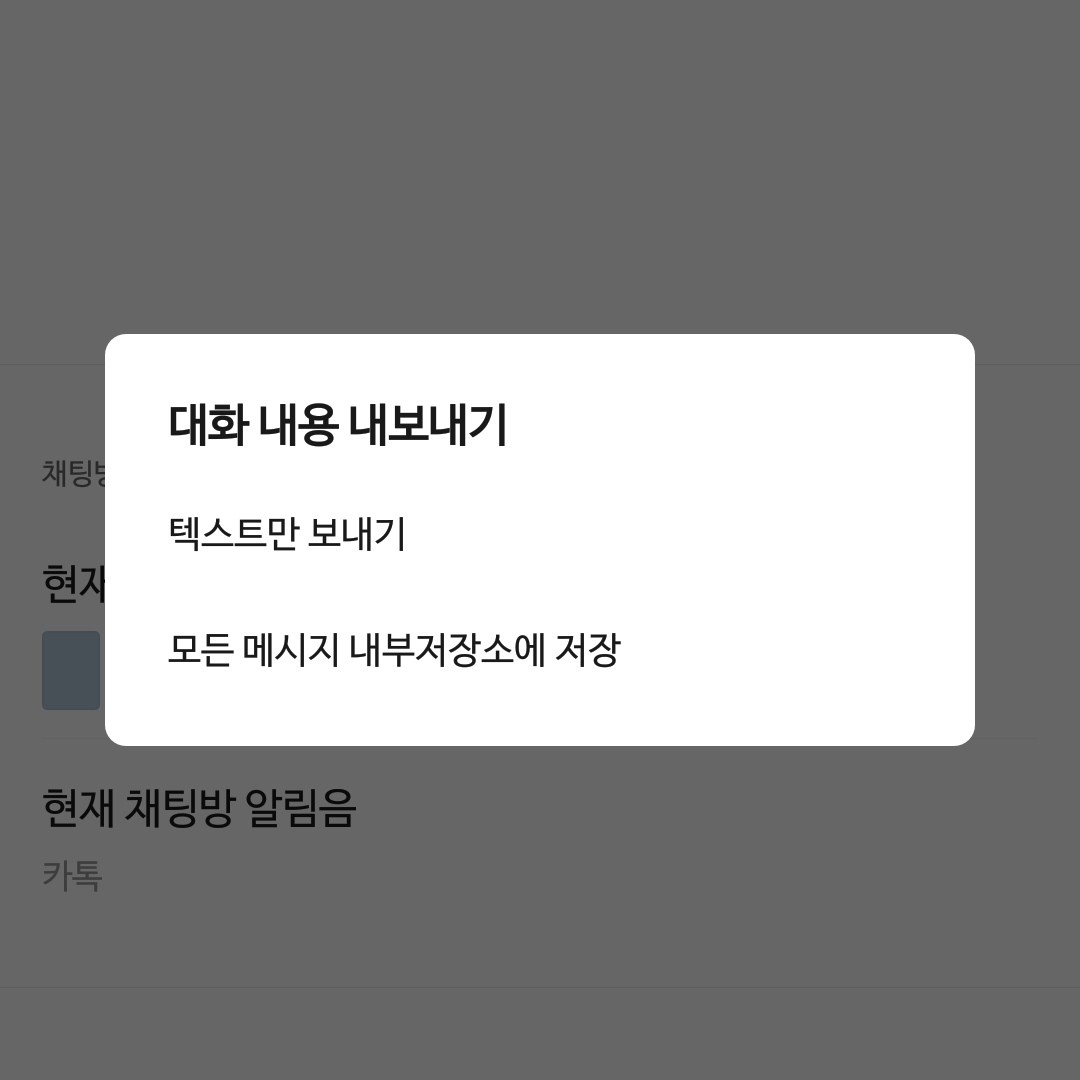 대화 내용 내보내기
채팅방
텍스트만 보내기
현재
모든 메시지 내부저장소에 저장
현재 채팅방 알림음
카톡